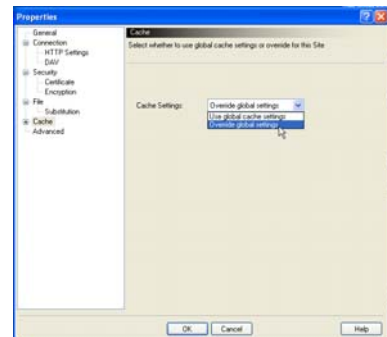 Properties
General
Connection
HTTP Settings
DAV
Security
Certificate
Encryption
File
Substitution
Cache
Advanced
Cache
Select whether to use global cache settings or override for this Site
Cache Settings:
Override global settings
Use global cache settings
Override global settings
OK
Cancel
Help